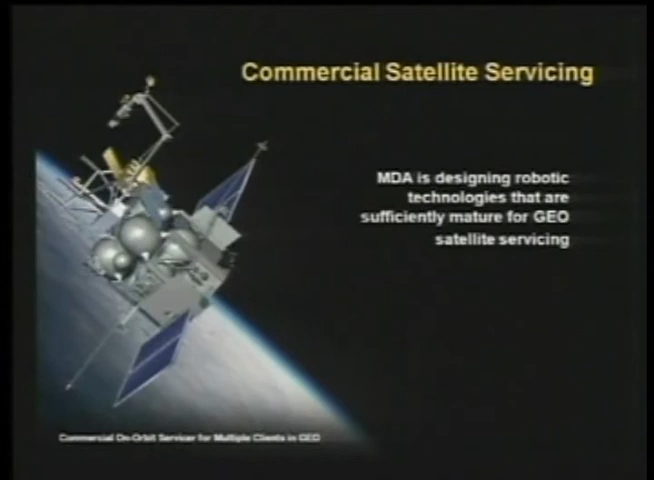 Commercial Satellite Servicing
MDA is designing robotic
technologies that are
sufficiently mature for GEO
satellite servicing
Commercial On-Orbit Servicer for Multiple Clients in GEO